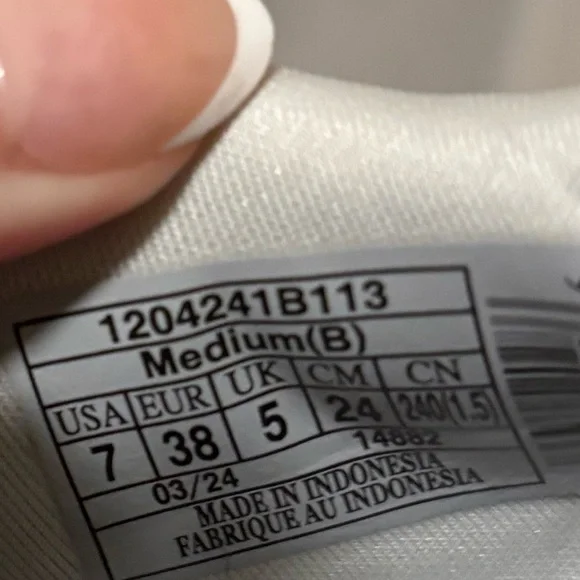 1204241B113
Medium(B)
USA EUR UK CM CN
7 38 5 24 240(1.5)
03/24 14882
MADE IN INDONESIA
FABRIQUE AU INDONESIA